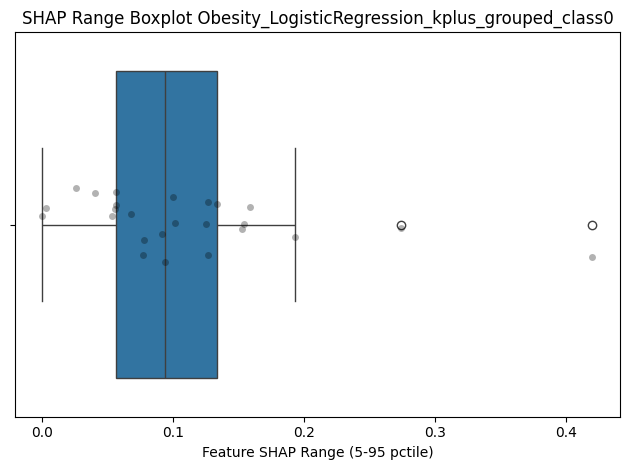 SHAP Range Boxplot Obesity_LogisticRegression_kplus_grouped_class0
0.0 0.1 0.2 0.3 0.4
Feature SHAP Range (5-95 pctile)